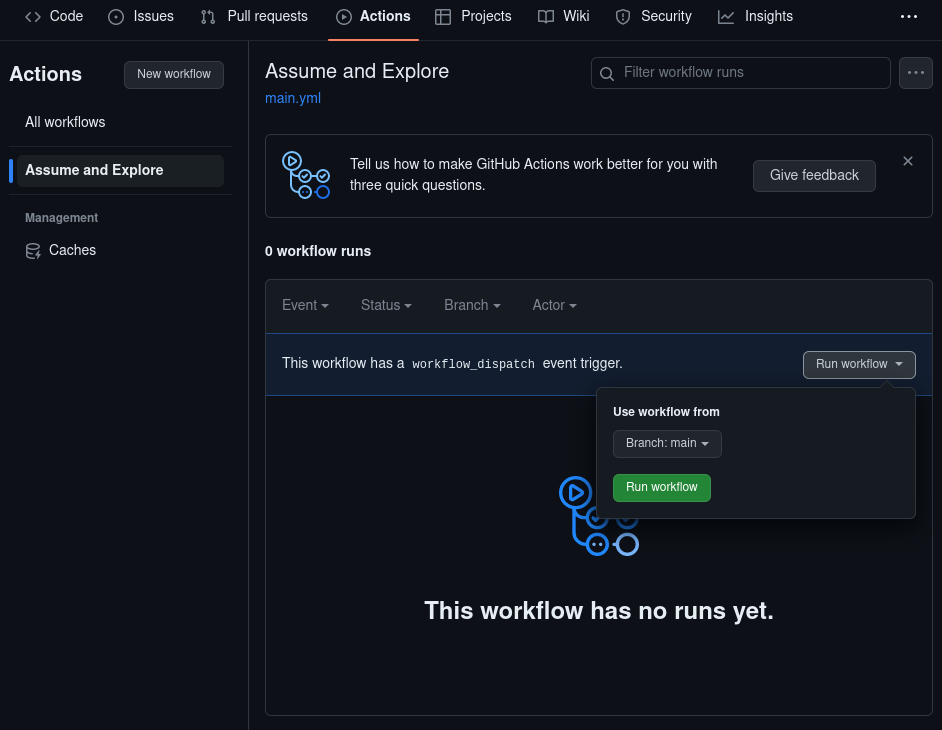 Code
Issues
Pull requests
Actions
Projects
Wiki
Security
Insights
Actions
New workflow
All workflows
Assume and Explore
Management
Caches
Assume and Explore
main.yml
Filter workflow runs
Tell us how to make GitHub Actions work better for you with
three quick questions.
Give feedback
0 workflow runs
Event
Status
Branch
Actor
This workflow has a workflow_dispatch event trigger.
Run workflow
Use workflow from
Branch: main
Run workflow
This workflow has no runs yet.